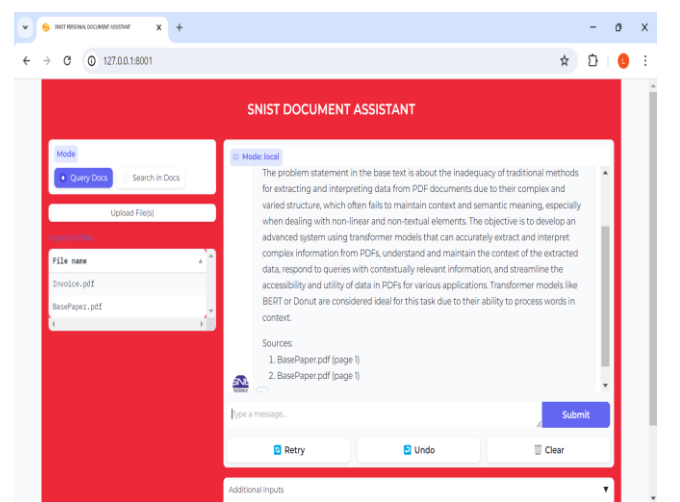 SNIST PERSONAL DOCUMENT ASSISTANT
127.0.0.1:8001
L
SNIST DOCUMENT ASSISTANT
Mode
Query Docs
Search in Docs
Upload File(s)
File name
Invoice.pdf
BasePaper.pdf
Mode: local
The problem statement in the base text is about the inadequacy of traditional methods
for extracting and interpreting data from PDF documents due to their complex and
varied structure, which often fails to maintain context and semantic meaning, especially
when dealing with non-linear and non-textual elements. The objective is to develop an
advanced system using transformer models that can accurately extract and interpret
complex information from PDFs, understand and maintain the context of the extracted
data, respond to queries with contextually relevant information, and streamline the
accessibility and utility of data in PDFs for various applications. Transformer models like
BERT or Donut are considered ideal for this task due to their ability to process words in
context.
Sources:
1. BasePaper.pdf (page 1)
2. BasePaper.pdf (page 1)
Type a message...
Submit
Retry
Undo
Clear
Additional Inputs